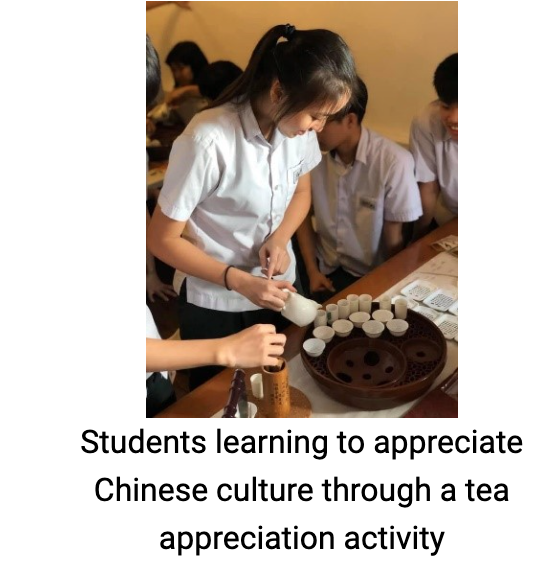 Students learning to appreciate
Chinese culture through a tea
appreciation activity